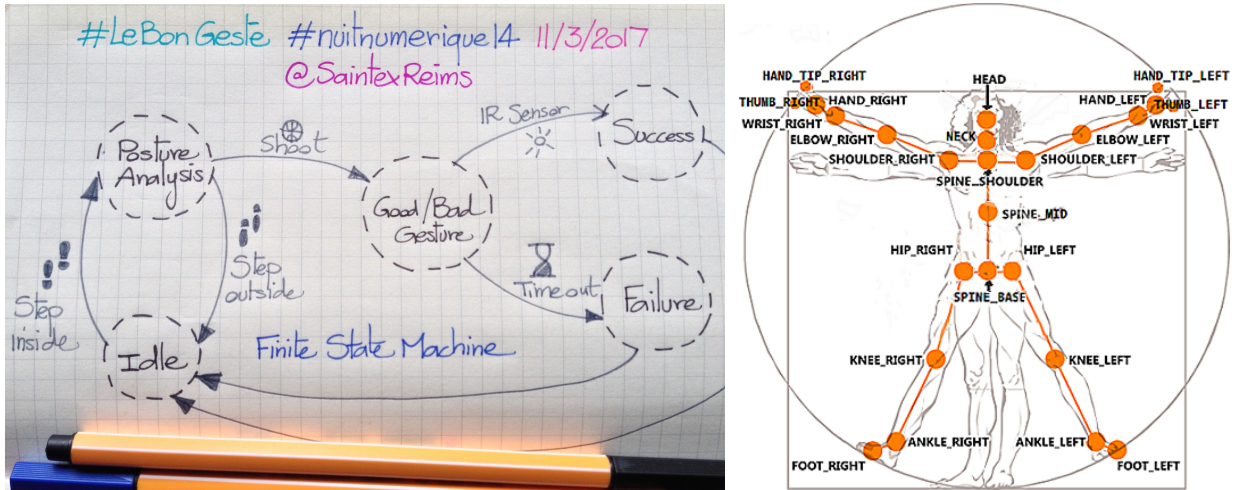 #LeBonGeste #nuitnumerique14 11/3/2017
@SaintexReims
IR Sensor
Success
Shoot
Posture
Analysis
Good/Bad
Gesture
Step
outside
Timeout
Failure
Step
inside
Idle
Finite State Machine
HAND_TIP_RIGHT
HEAD
HAND_TIP_LEFT
THUMB_RIGHT
HAND_RIGHT
HAND_LEFT
THUMB_LEFT
WRIST_RIGHT
WRIST_LEFT
ELBOW_RIGHT
NECK
ELBOW_LEFT
SHOULDER_RIGHT
SHOULDER_LEFT
SPINE_SHOULDER
SPINE_MID
HIP_RIGHT
HIP_LEFT
SPINE_BASE
KNEE_RIGHT
KNEE_LEFT
ANKLE_RIGHT
ANKLE_LEFT
FOOT_RIGHT
FOOT_LEFT